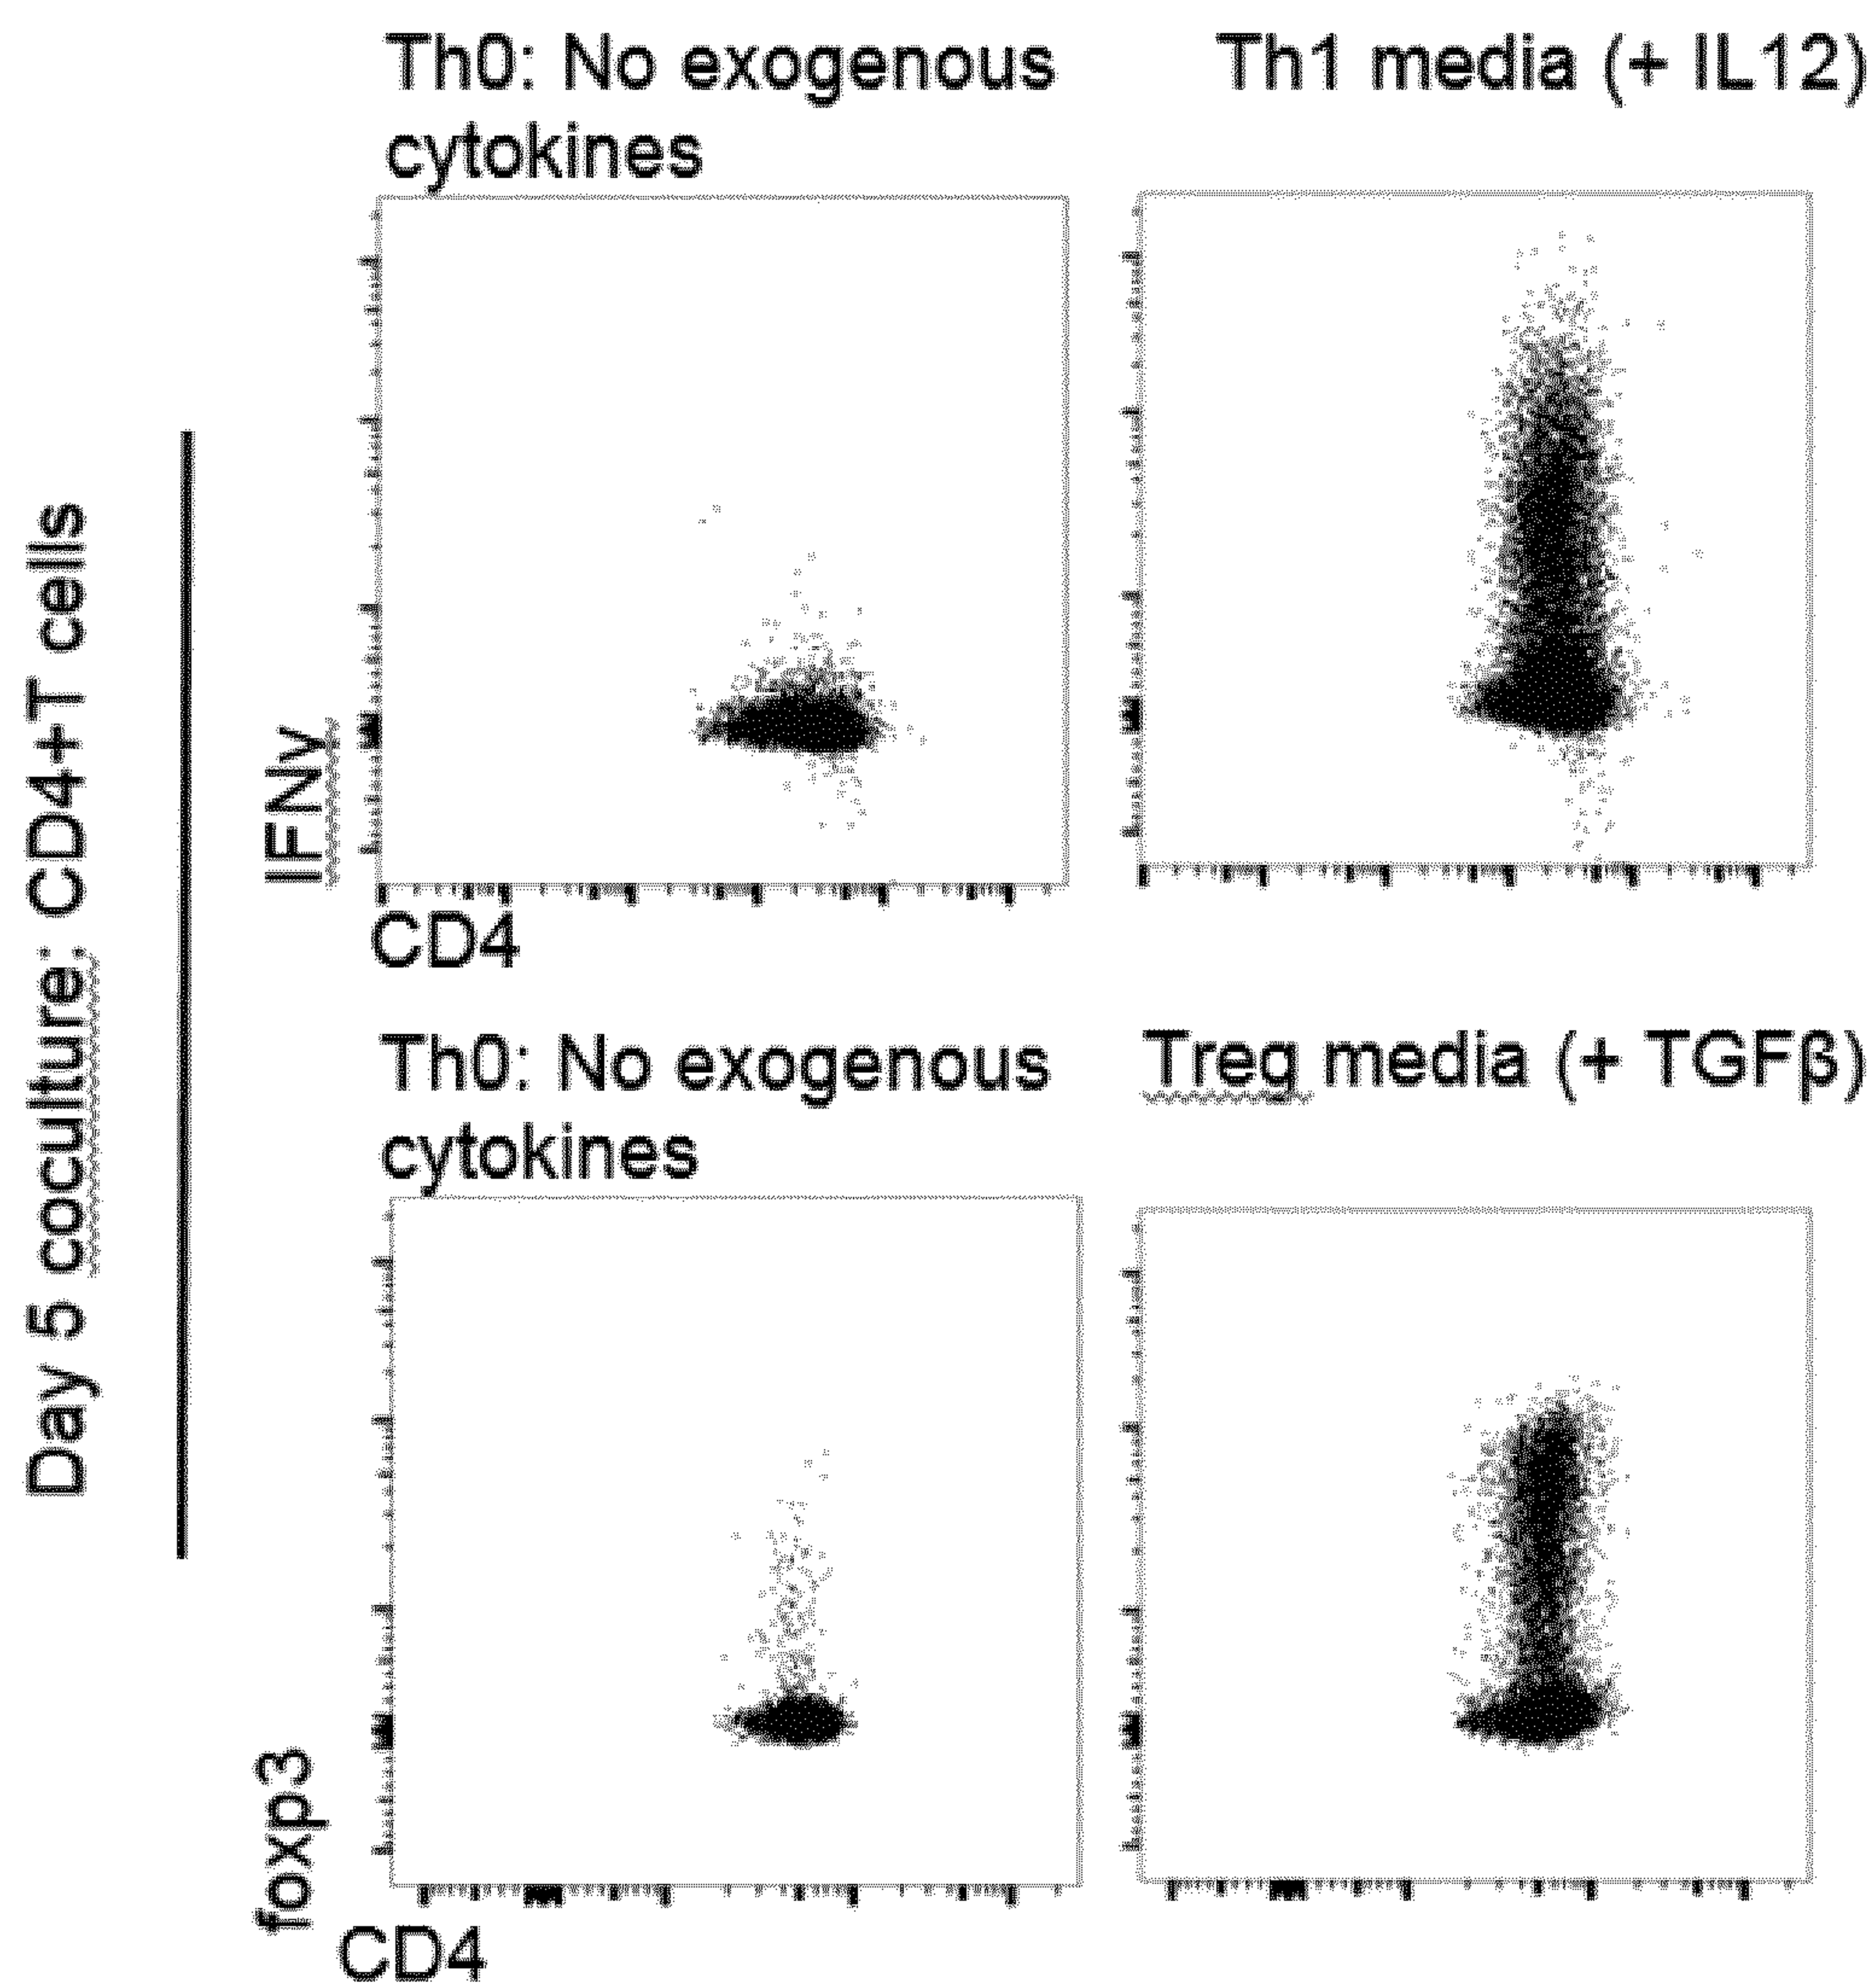 Th0: No exogenous
cytokines
Th1 media (+ IL12)
Day 5 coculture: CD4+T cells
IFNγ
CD4
Th0: No exogenous
cytokines
Treg media (+ TGFβ)
foxp3
CD4